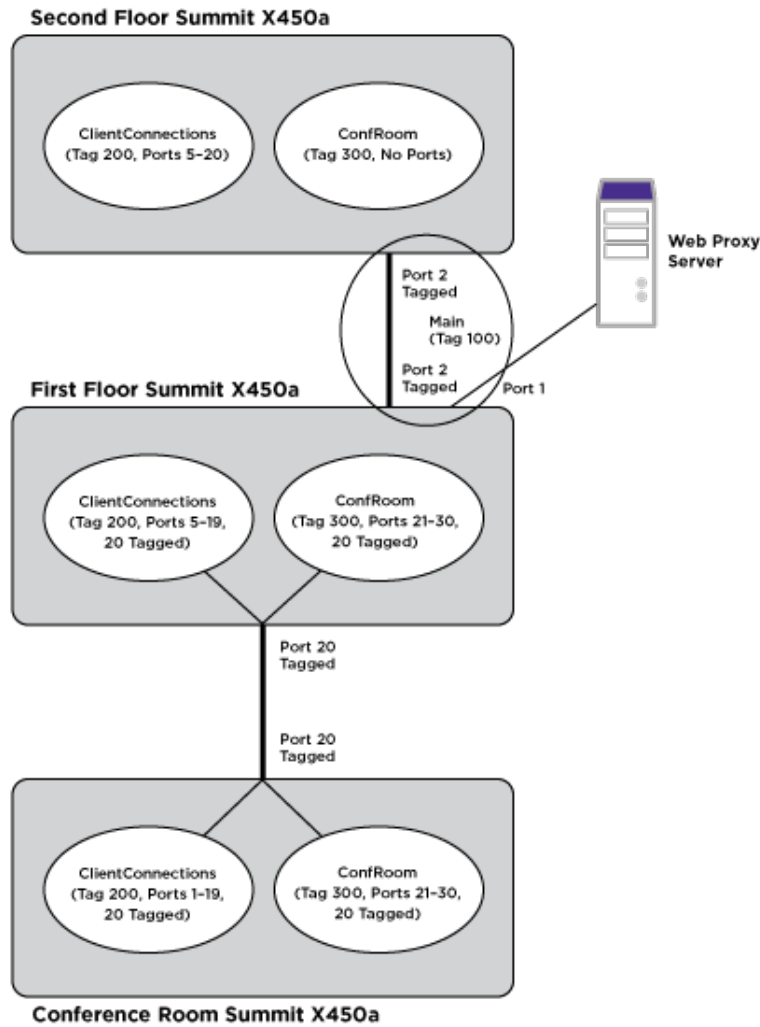 Second Floor Summit X450a
ClientConnections
(Tag 200, Ports 5-20)
ConfRoom
(Tag 300, No Ports)
Web Proxy
Server
Port 2
Tagged
Main
(Tag 100)
Port 2
Tagged
Port 1
First Floor Summit X450a
ClientConnections
(Tag 200, Ports 5-19,
20 Tagged)
ConfRoom
(Tag 300, Ports 21-30,
20 Tagged)
Port 20
Tagged
Port 20
Tagged
ClientConnections
(Tag 200, Ports 1-19,
20 Tagged)
ConfRoom
(Tag 300, Ports 21-30,
20 Tagged)
Conference Room Summit X450a